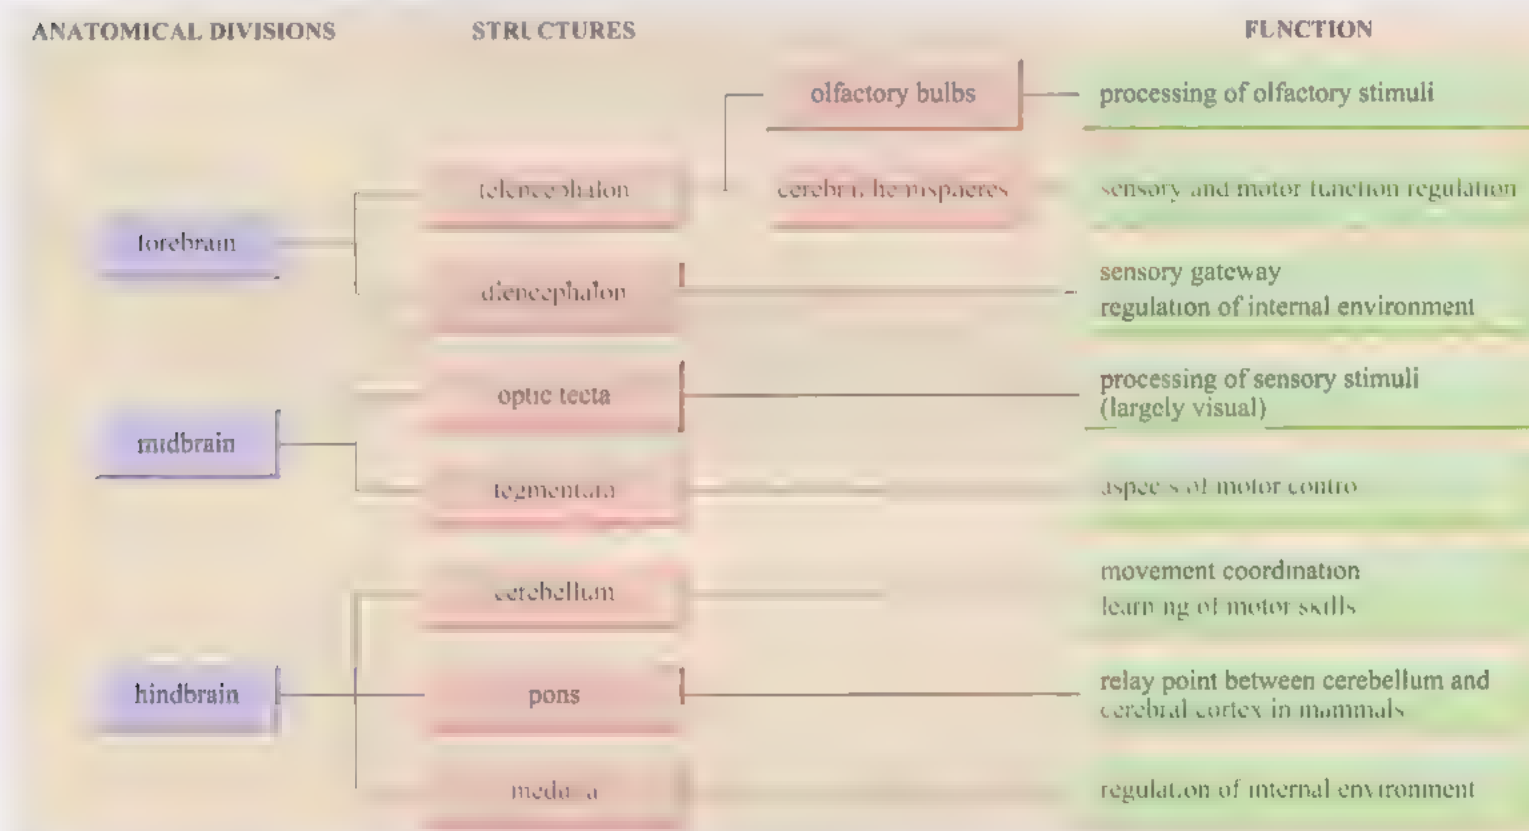 ANATOMICAL DIVISIONS STRUCTURES FUNCTION
olfactory bulbs processing of olfactory stimuli
telencephalon cerebral hemispheres sensory and motor function regulation
forebrain
diencephalon sensory gateway
regulation of internal environment
optic tecta processing of sensory stimuli
(largely visual)
midbrain
tegmentum aspects of motor control
cerebellum movement coordination
learning of motor skills
hindbrain pons relay point between cerebellum and
cerebral cortex in mammals
medulla regulation of internal environment